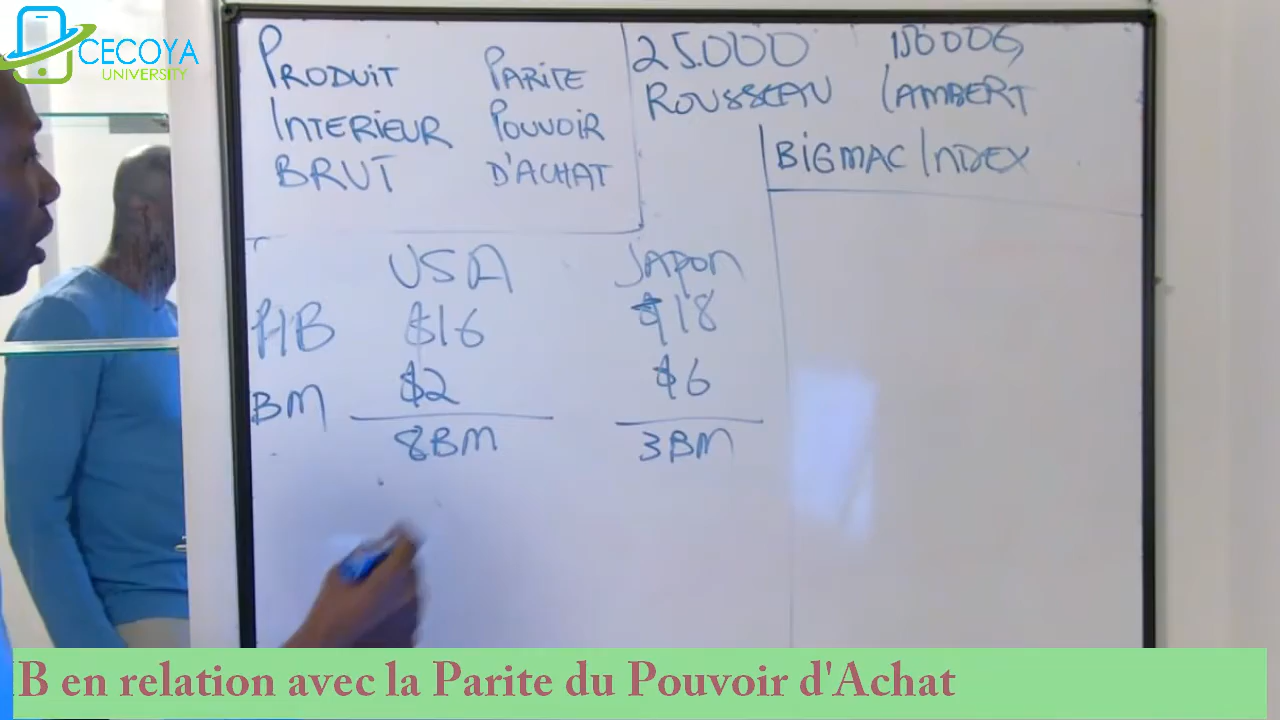 CECOYA
UNIVERSITY
PRODUIT
INTERIEUR
BRUT
PARITE
POUVOIR
D'ACHAT
25.000
ROUSSEAU
LAMBERT
BIGMAC INDEX
USA Japon
HB $16 $18
BM $2 $6
8BM 3BM
B en relation avec la Parite du Pouvoir d'Achat